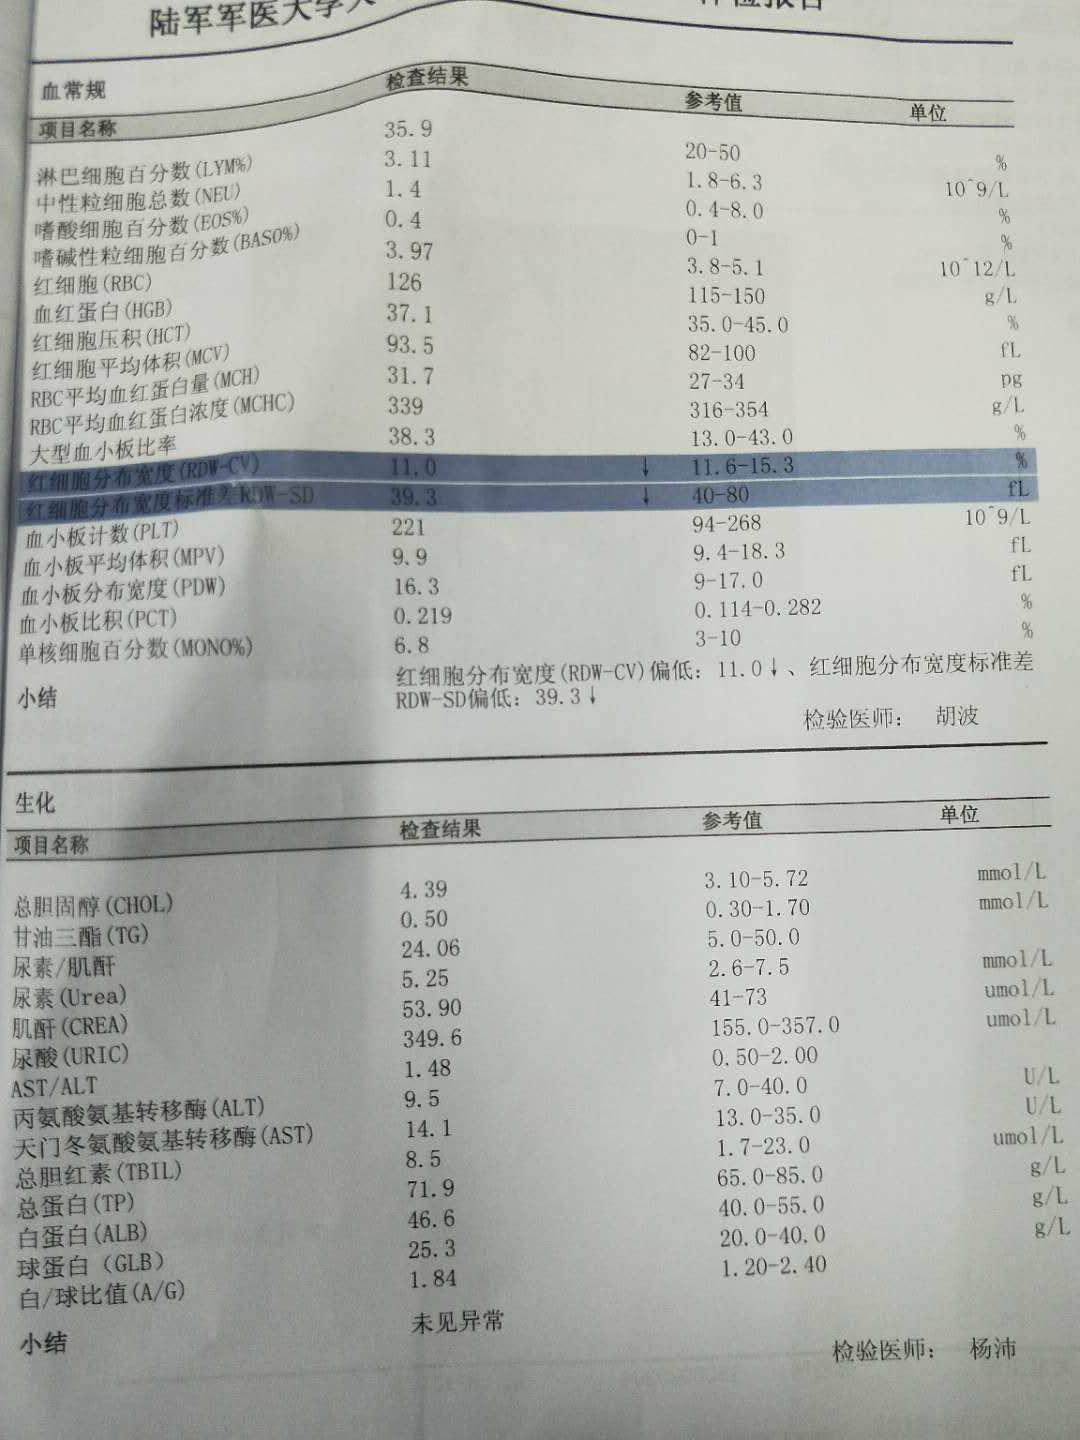 陆军军医大学
体检报告
血常规
项目名称 检查结果 参考值 单位
淋巴细胞百分数(LYM%) 35.9 20-50 %
中性粒细胞总数(NEU) 3.11 1.8-6.3 10^9/L
嗜酸细胞百分数(EOS%) 1.4 0.4-8.0 %
嗜碱性粒细胞百分数(BASO%) 0.4 0-1 %
红细胞(RBC) 3.97 3.8-5.1 10^12/L
血红蛋白(HGB) 126 115-150 g/L
红细胞压积(HCT) 37.1 35.0-45.0 %
红细胞平均体积(MCV) 93.5 82-100 fL
RBC平均血红蛋白量(MCH) 31.7 27-34 pg
RBC平均血红蛋白浓度(MCHC) 339 316-354 g/L
大型血小板比率 38.3 13.0-43.0 %
红细胞分布宽度(RDW-CV) 11.0 ↓ 11.6-15.3 %
红细胞分布宽度标准差RDW-SD 39.3 ↓ 40-80 fL
血小板计数(PLT) 221 94-268 10^9/L
血小板平均体积(MPV) 9.9 9.4-18.3 fL
血小板分布宽度(PDW) 16.3 9-17.0 fL
血小板比积(PCT) 0.219 0.114-0.282 %
单核细胞百分数(MONO%) 6.8 3-10 %
小结 红细胞分布宽度(RDW-CV)偏低：11.0↓、红细胞分布宽度标准差
RDW-SD偏低：39.3↓
检验医师： 胡波
生化
项目名称 检查结果 参考值 单位
总胆固醇(CHOL) 4.39 3.10-5.72 mmol/L
甘油三酯(TG) 0.50 0.30-1.70 mmol/L
尿素/肌酐 24.06 5.0-50.0
尿素(Urea) 5.25 2.6-7.5 mmol/L
肌酐(CREA) 53.90 41-73 umol/L
尿酸(URIC) 349.6 155.0-357.0 umol/L
AST/ALT 1.48 0.50-2.00
丙氨酸氨基转移酶(ALT) 9.5 7.0-40.0 U/L
天门冬氨酸氨基转移酶(AST) 14.1 13.0-35.0 U/L
总胆红素(TBIL) 8.5 1.7-23.0 umol/L
总蛋白(TP) 71.9 65.0-85.0 g/L
白蛋白(ALB) 46.6 40.0-55.0 g/L
球蛋白（GLB） 25.3 20.0-40.0 g/L
白/球比值(A/G) 1.84 1.20-2.40
小结 未见异常
检验医师： 杨沛